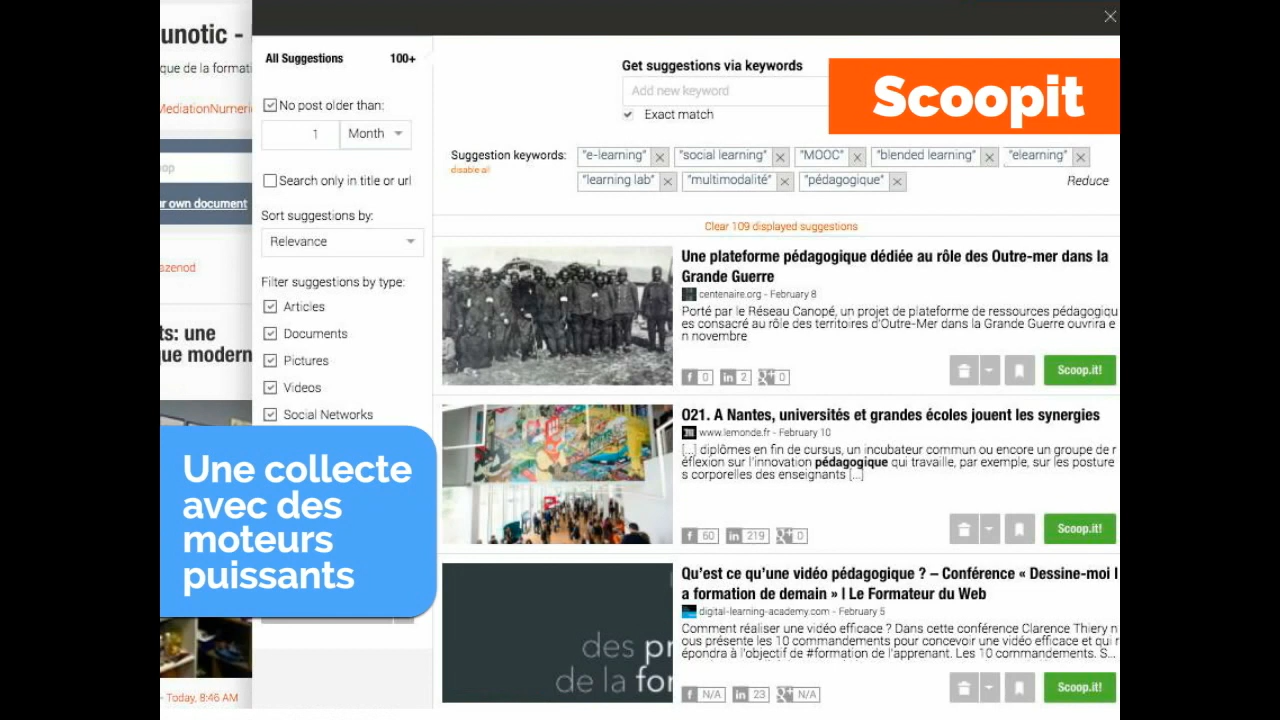 unotic -
que de la formati
MediationNumeri
oop
r own document
azenod
ts: une
ue modern
- Today, 8:46 AM
All Suggestions 100+
No post older than:
1 Month
Search only in title or url
Sort suggestions by:
Relevance
Filter suggestions by type:
Articles
Documents
Pictures
Videos
Social Networks
Une collecte
avec des
moteurs
puissants
Get suggestions via keywords
Add new keyword
Exact match
Scoopit
Suggestion keywords: "e-learning" "social learning" "MOOC" "blended learning" "elearning"
disable all "learning lab" "multimodalité" "pédagogique" Reduce
Clear 109 displayed suggestions
Une plateforme pédagogique dédiée au rôle des Outre-mer dans la
Grande Guerre
centenaire.org - February 8
Porté par le Réseau Canopé, un projet de plateforme de ressources pédagogiqu
es consacré au rôle des territoires d'Outre-Mer dans la Grande Guerre ouvrira e
n novembre
f 0 in 2 g+ 0 Scoop.it!
O21. A Nantes, universités et grandes écoles jouent les synergies
www.lemonde.fr - February 10
[...] diplômes en fin de cursus, un incubateur commun ou encore un groupe de r
éflexion sur l'innovation pédagogique qui travaille, par exemple, sur les posture
s corporelles des enseignants [...]
f 60 in 219 g+ 0 Scoop.it!
des pr
de la for
Qu'est ce qu'une vidéo pédagogique ? – Conférence « Dessine-moi l
a formation de demain » | Le Formateur du Web
digital-learning-academy.com - February 5
Comment réaliser une vidéo efficace ? Dans cette conférence Clarence Thiery n
ous présente les 10 commandements pour concevoir une vidéo efficace et qui r
épondra à l'objectif de #formation de l'apprenant. Les 10 commandements. S...
f N/A in 23 g+ N/A Scoop.it!